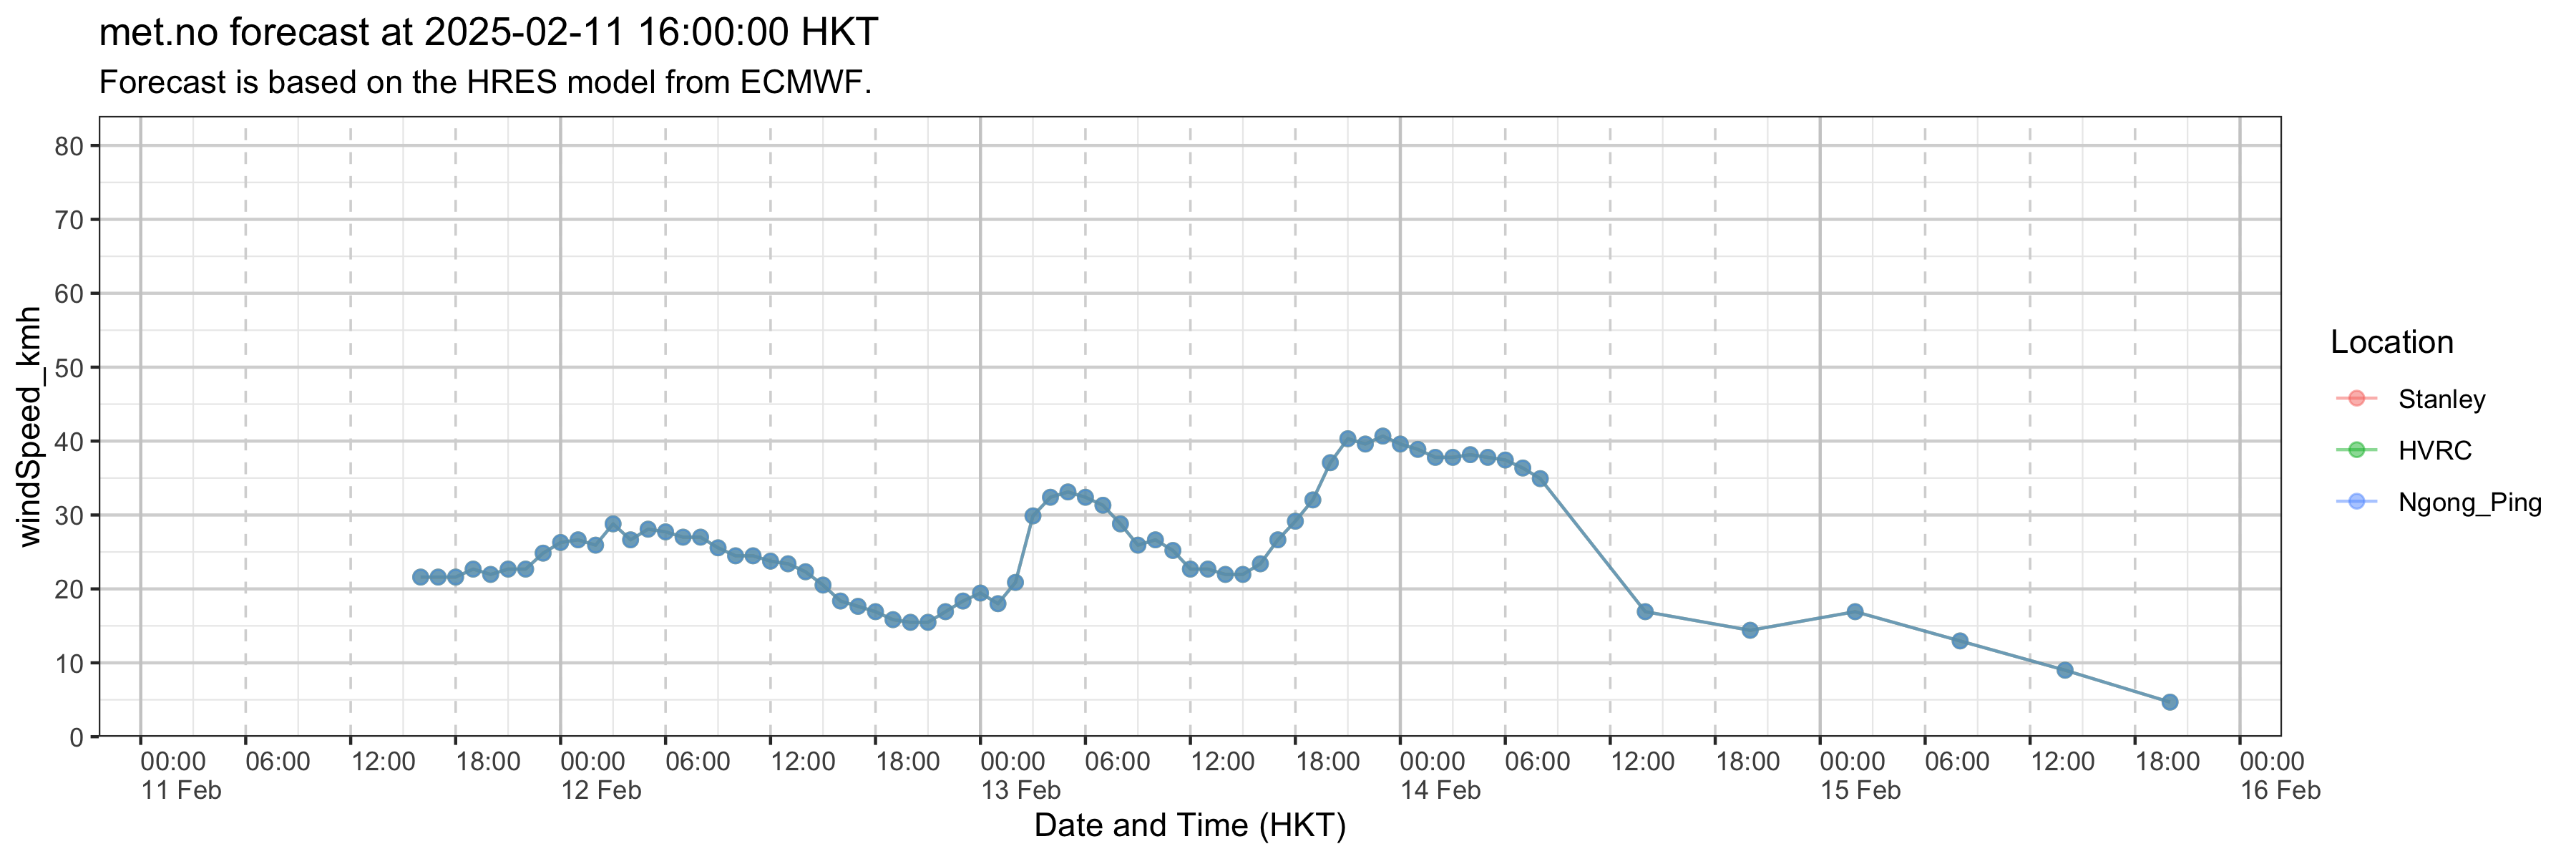 met.no forecast at 2025-02-11 16:00:00 HKT
Forecast is based on the HRES model from ECMWF.
windSpeed_kmh
80
70
60
50
40
30
20
10
0
00:00 06:00 12:00 18:00 00:00 06:00 12:00 18:00 00:00 06:00 12:00 18:00 00:00 06:00 12:00 18:00 00:00 06:00 12:00 18:00 00:00
11 Feb 12 Feb 13 Feb 14 Feb 15 Feb 16 Feb
Date and Time (HKT)
Location
Stanley
HVRC
Ngong_Ping